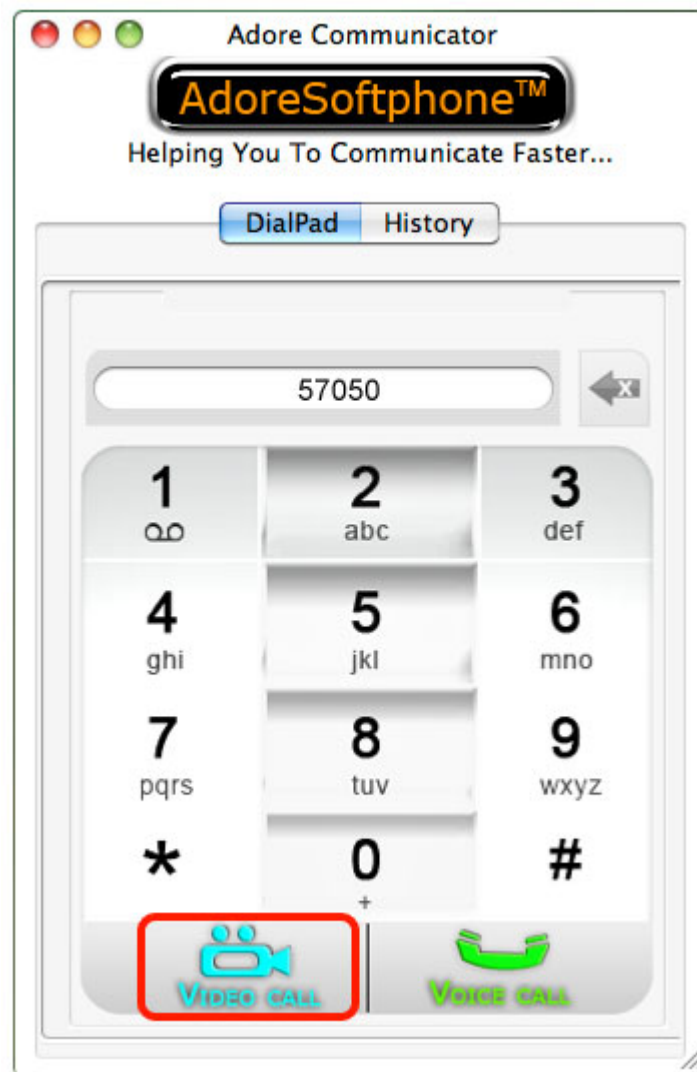 Adore Communicator
AdoreSoftphone™
Helping You To Communicate Faster...
DialPad History
57050
1 2 3
abc def
4 5 6
ghi jkl mno
7 8 9
pqrs tuv wxyz
* 0 #
+
VIDEO CALL VOICE CALL